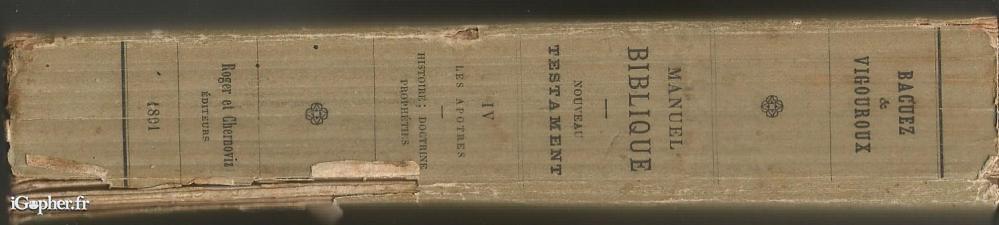 BACUEZ
&
VIGOUROUX
MANUEL
BIBLIQUE
NOUVEAU
TESTAMENT
IV
LES APOTRES
HISTOIRE; DOCTRINE
PROPHÉTIES
Roger et Chernoviz
ÉDITEURS
1891
iGopher.fr